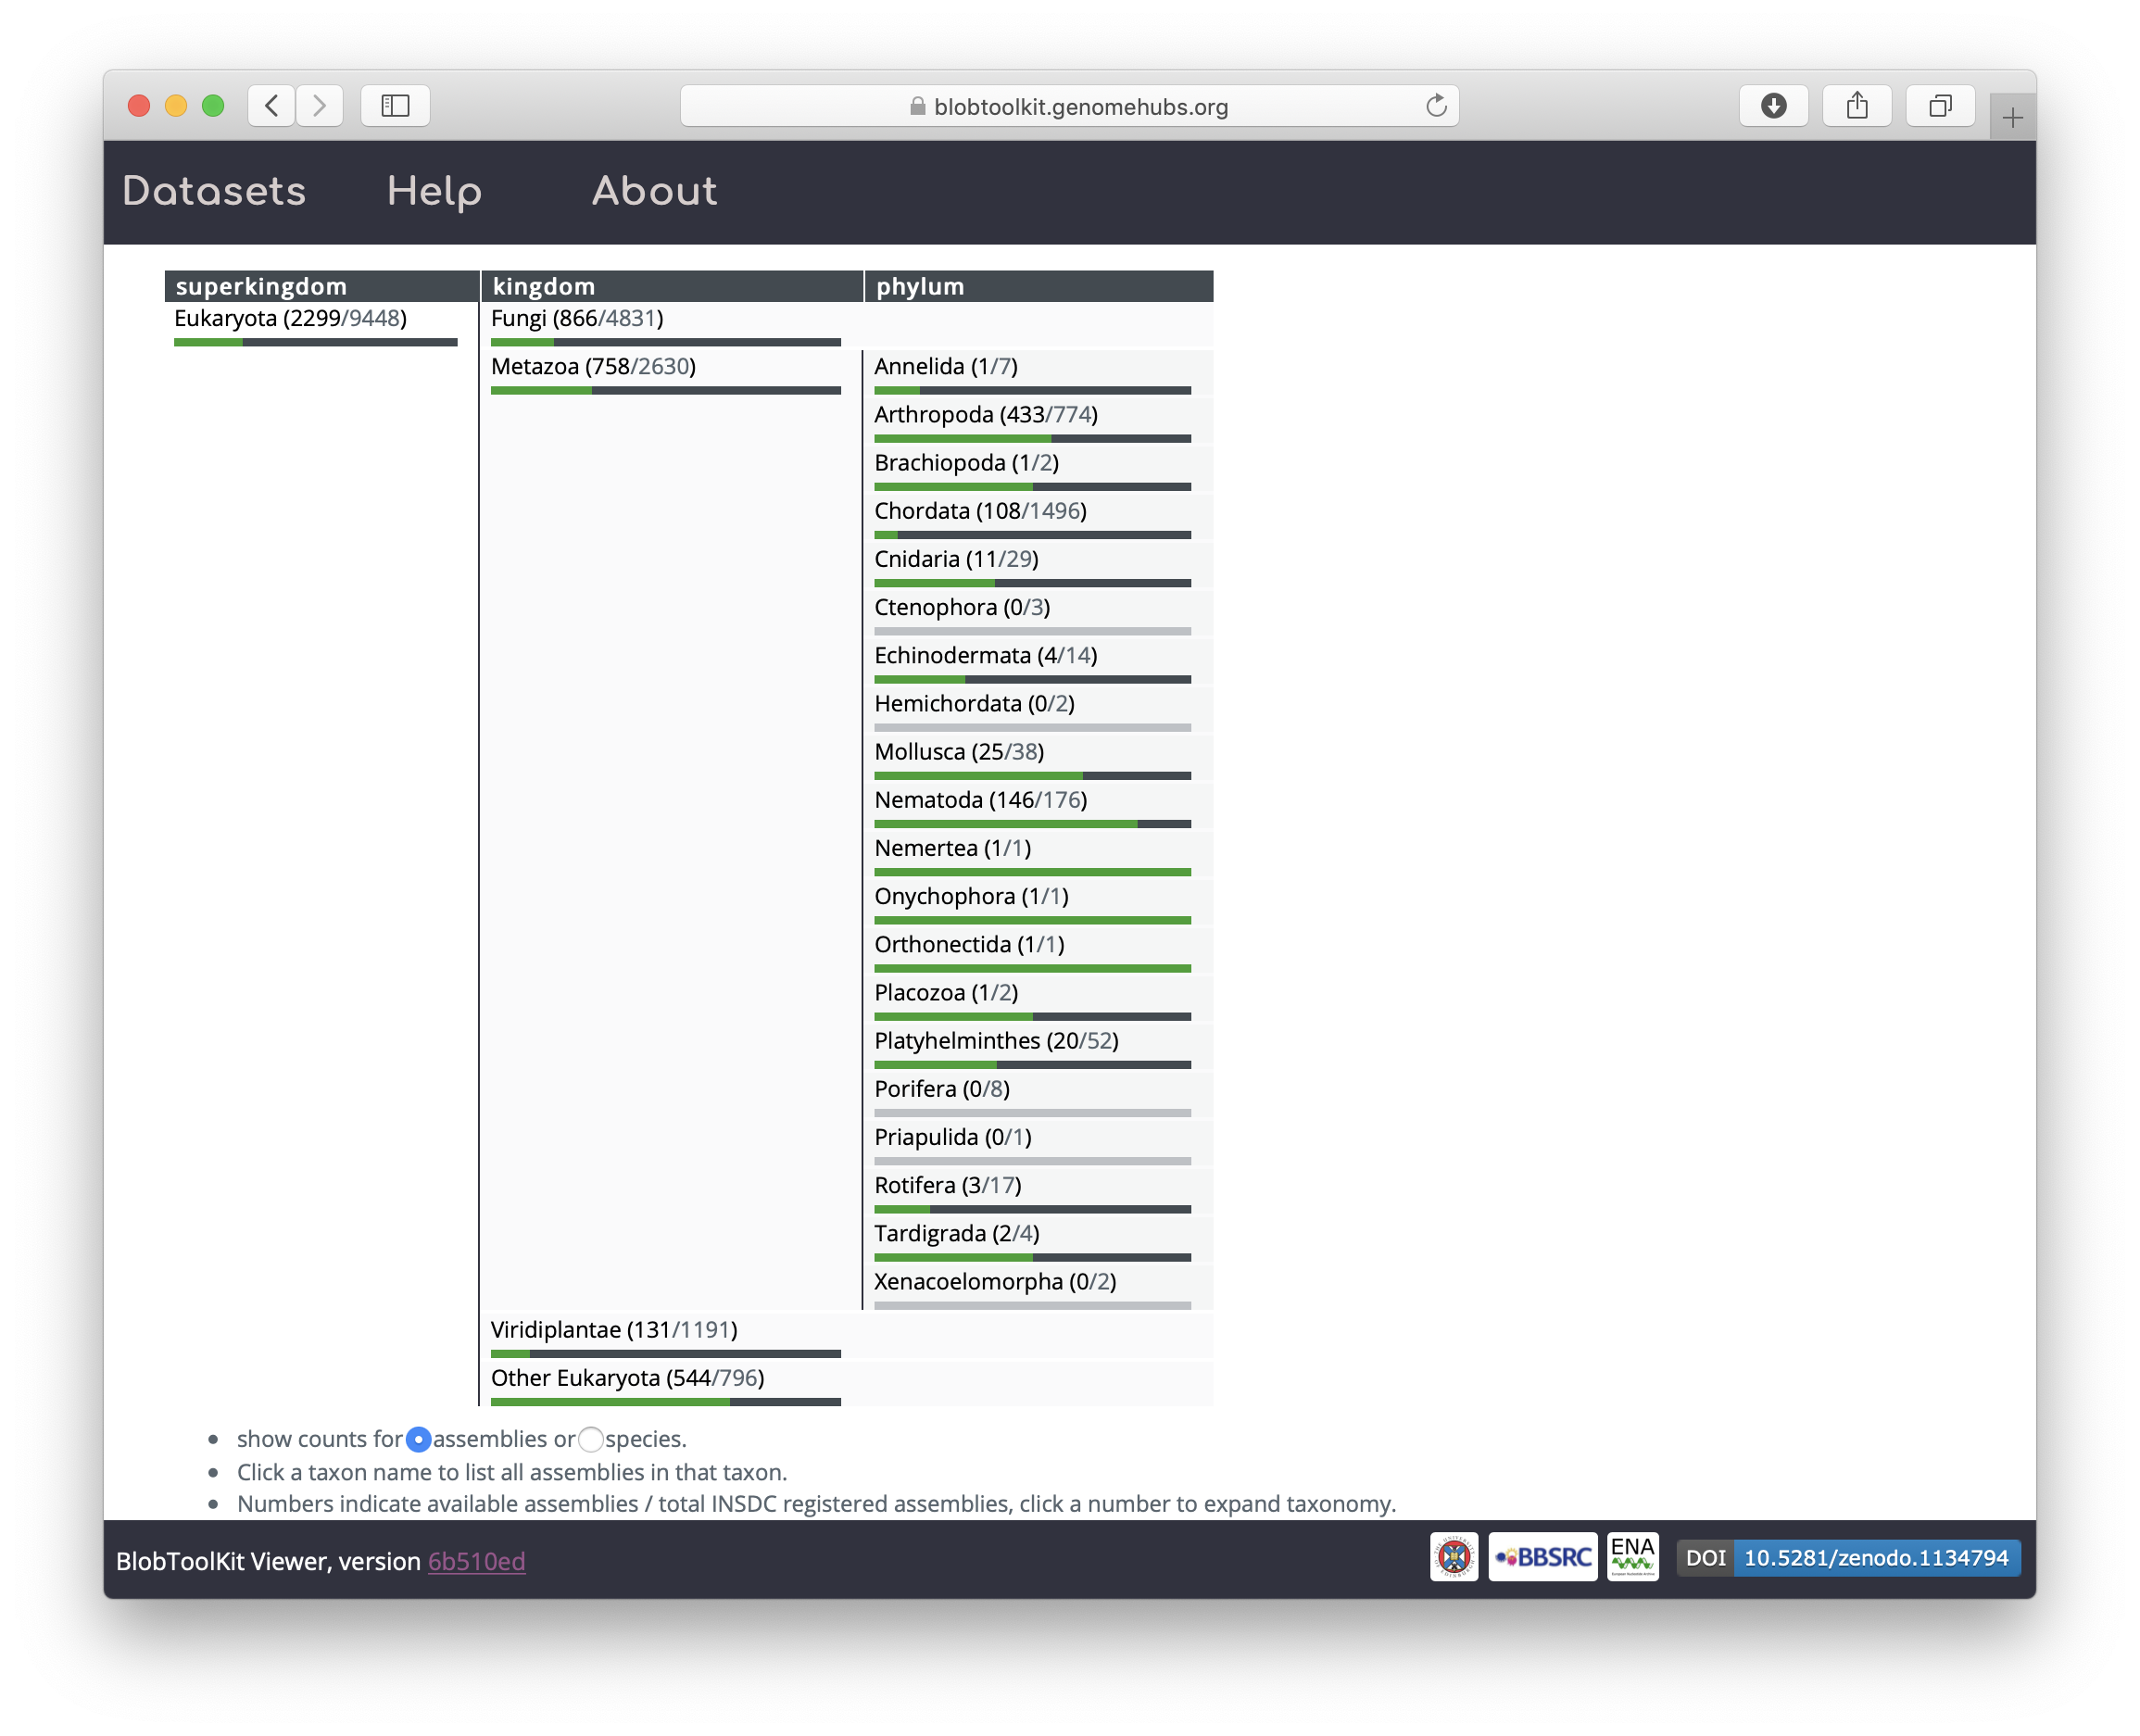 blobtoolkit.genomehubs.org
Datasets Help About
superkingdom kingdom phylum
Eukaryota (2299/9448) Fungi (866/4831)
Metazoa (758/2630) Annelida (1/7)
Arthropoda (433/774)
Brachiopoda (1/2)
Chordata (108/1496)
Cnidaria (11/29)
Ctenophora (0/3)
Echinodermata (4/14)
Hemichordata (0/2)
Mollusca (25/38)
Nematoda (146/176)
Nemertea (1/1)
Onychophora (1/1)
Orthonectida (1/1)
Placozoa (1/2)
Platyhelminthes (20/52)
Porifera (0/8)
Priapulida (0/1)
Rotifera (3/17)
Tardigrada (2/4)
Xenacoelomorpha (0/2)
Viridiplantae (131/1191)
Other Eukaryota (544/796)
• show counts for assemblies or species.
• Click a taxon name to list all assemblies in that taxon.
• Numbers indicate available assemblies / total INSDC registered assemblies, click a number to expand taxonomy.
BlobToolKit Viewer, version 6b510ed BBSRC ENA DOI 10.5281/zenodo.1134794